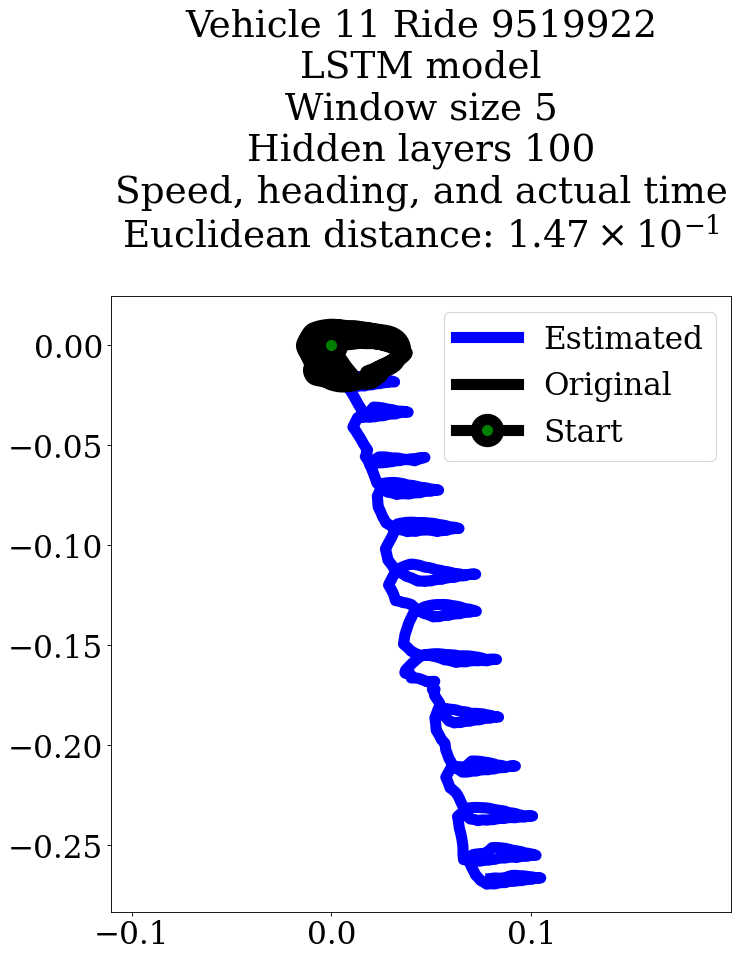 Vehicle 11 Ride 9519922
LSTM model
Window size 5
Hidden layers 100
Speed, heading, and actual time
Euclidean distance: 1.47 × 10⁻¹
Estimated
Original
Start
0.00
−0.05
−0.10
−0.15
−0.20
−0.25
−0.1
0.0
0.1